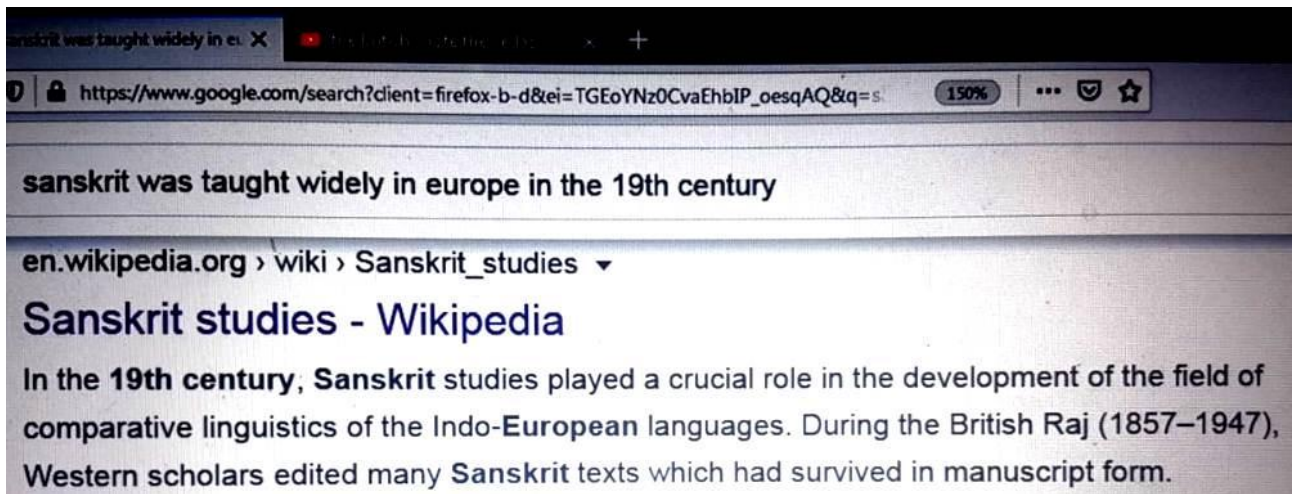 anskrit was taught widely in eu
https://www.google.com/search?client=firefox-b-d&ei=TGEoYNz0CvaEhbIP_oesqAQ&q=s
150%
sanskrit was taught widely in europe in the 19th century
en.wikipedia.org › wiki › Sanskrit_studies
Sanskrit studies - Wikipedia
In the 19th century, Sanskrit studies played a crucial role in the development of the field of
comparative linguistics of the Indo-European languages. During the British Raj (1857–1947),
Western scholars edited many Sanskrit texts which had survived in manuscript form.